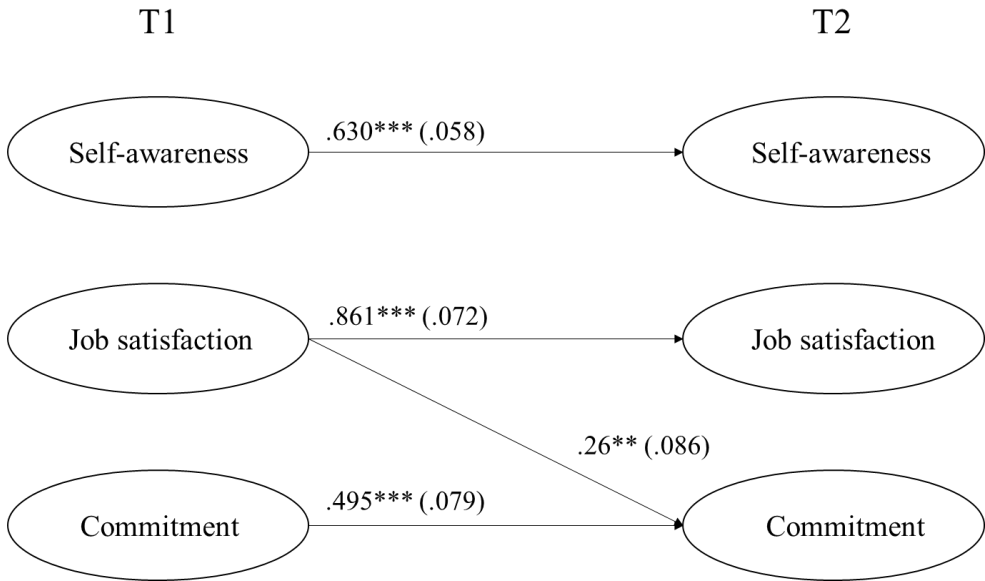 T1 T2
.630*** (.058)
Self-awareness Self-awareness
.861*** (.072)
Job satisfaction Job satisfaction
.26** (.086)
.495*** (.079)
Commitment Commitment